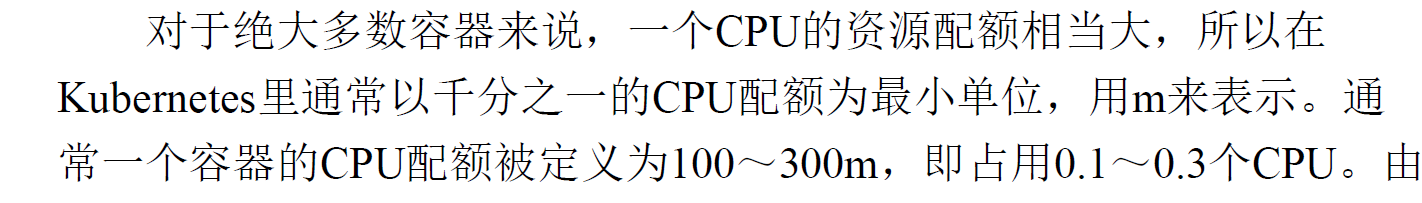 对于绝大多数容器来说，一个CPU的资源配额相当大，所以在
Kubernetes里通常以千分之一的CPU配额为最小单位，用m来表示。通
常一个容器的CPU配额被定义为100～300m，即占用0.1～0.3个CPU。由